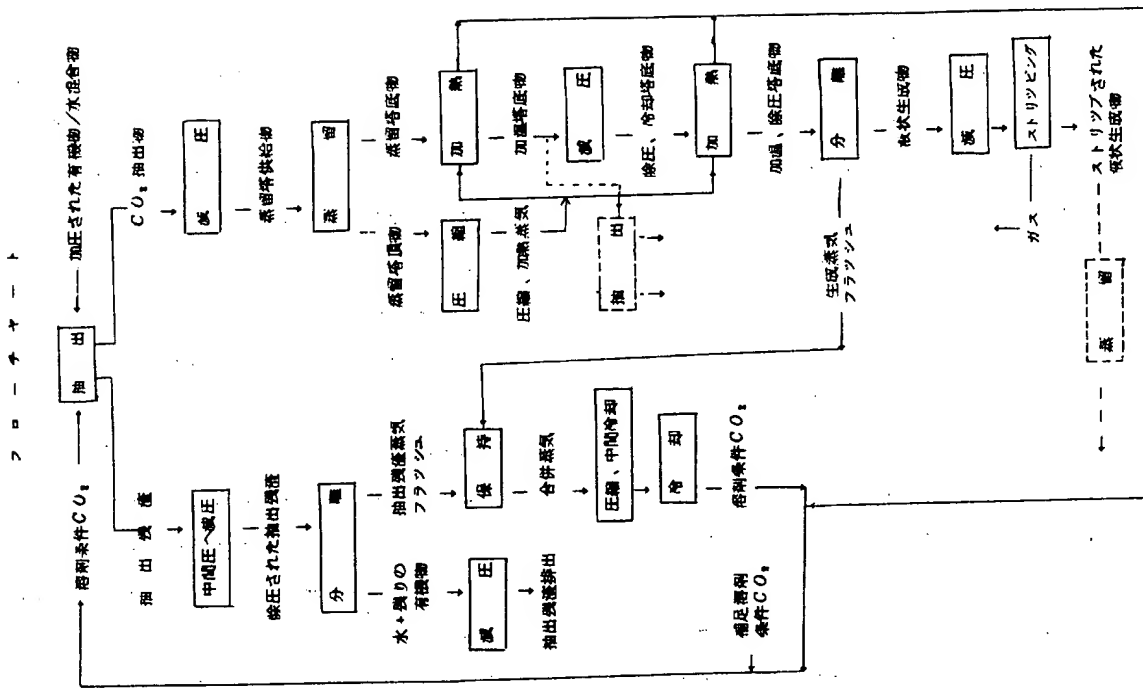 フローチャート
溶剤条件CO₂
抽出
加圧された有機物/水混合物
抽出残渣
CO₂抽出物
中間圧へ減圧
減圧
除圧された抽出残渣
蒸留塔供給物
分離
蒸留
水+残りの
有機物
抽出残渣蒸気
フラッシュ
蒸留塔頂物
蒸留塔底物
減圧
保持
圧縮
加熱
抽出残渣排出
合併蒸気
圧縮、加熱蒸気
加温塔底物
圧縮、中間冷却
抽出
減圧
冷却
除圧、冷却塔底物
溶剤条件CO₂
加熱
補足溶剤
条件CO₂
加温、除圧塔底物
生成蒸気
フラッシュ
分離
液状生成物
減圧
ガス
ストリッピング
蒸留
ストリップされた
液状生成物